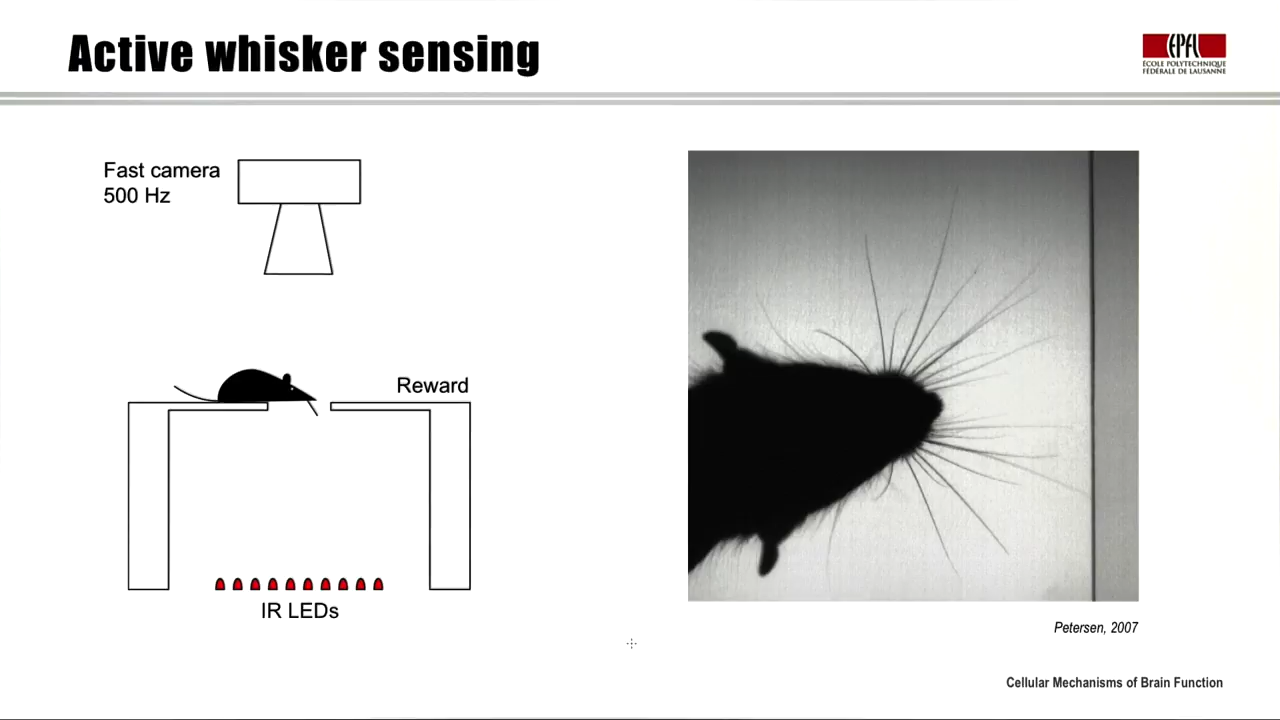 Active whisker sensing
EPFL
ÉCOLE POLYTECHNIQUE
FÉDÉRALE DE LAUSANNE
Fast camera
500 Hz
Reward
IR LEDs
Petersen, 2007
Cellular Mechanisms of Brain Function